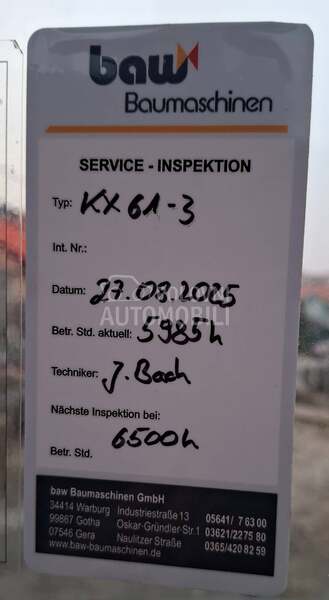 baw
Baumaschinen
SERVICE - INSPEKTION
Typ: KX 61-3
Int. Nr.:
Datum: 27.08.2025
AUTOMOBILI
Betr. Std. aktuell: 5985h
Techniker: J. Bach
Nächste Inspektion bei:
6500h
Betr. Std.
baw Baumaschinen GmbH
34414 Warburg Industriestraße 13 05641/ 7 63 00
99867 Gotha Oskar-Gründler-Str.1 03621/2275 80
07546 Gera Naulitzer Straße 0365/420 82 59
www.baw-baumaschinen.de